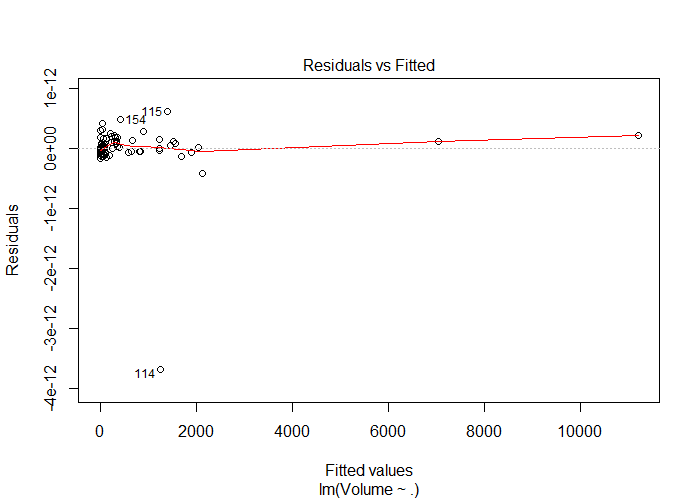 Residuals vs Fitted
1e-12
0e+00
-1e-12
-2e-12
-3e-12
-4e-12
Residuals
115
154
114
0 2000 4000 6000 8000 10000
Fitted values
lm(Volume ~ .)